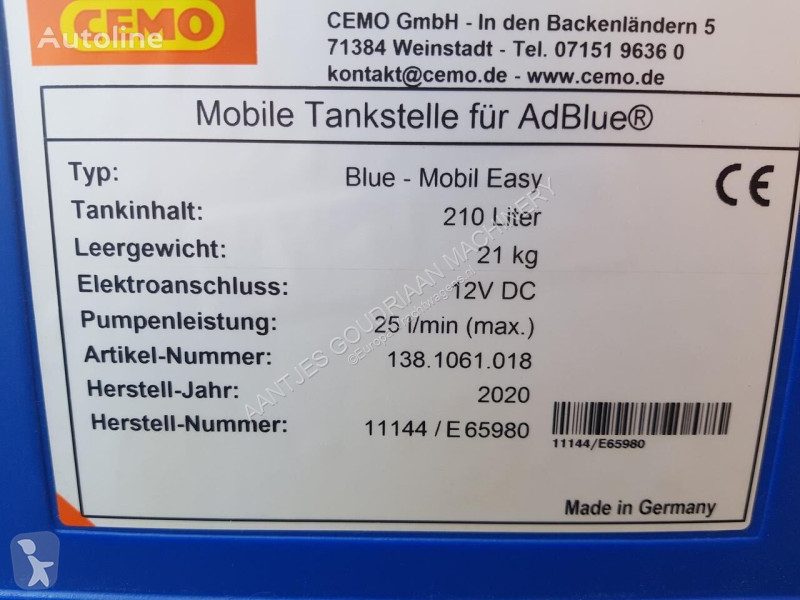 Autoline
CEMO
CEMO GmbH - In den Backenländern 5
71384 Weinstadt - Tel. 07151 9636 0
kontakt@cemo.de - www.cemo.de
Mobile Tankstelle für AdBlue®
Typ: Blue - Mobil Easy
CE
Tankinhalt: 210 Liter
Leergewicht: 21 kg
Elektroanschluss: 12V DC
Pumpenleistung: 25 l/min (max.)
Artikel-Nummer: 138.1061.018
Herstell-Jahr: 2020
Herstell-Nummer: 11144 / E 65980
11144/E65980
Made in Germany
AANTJES GOUDRIAAN MACHINERY